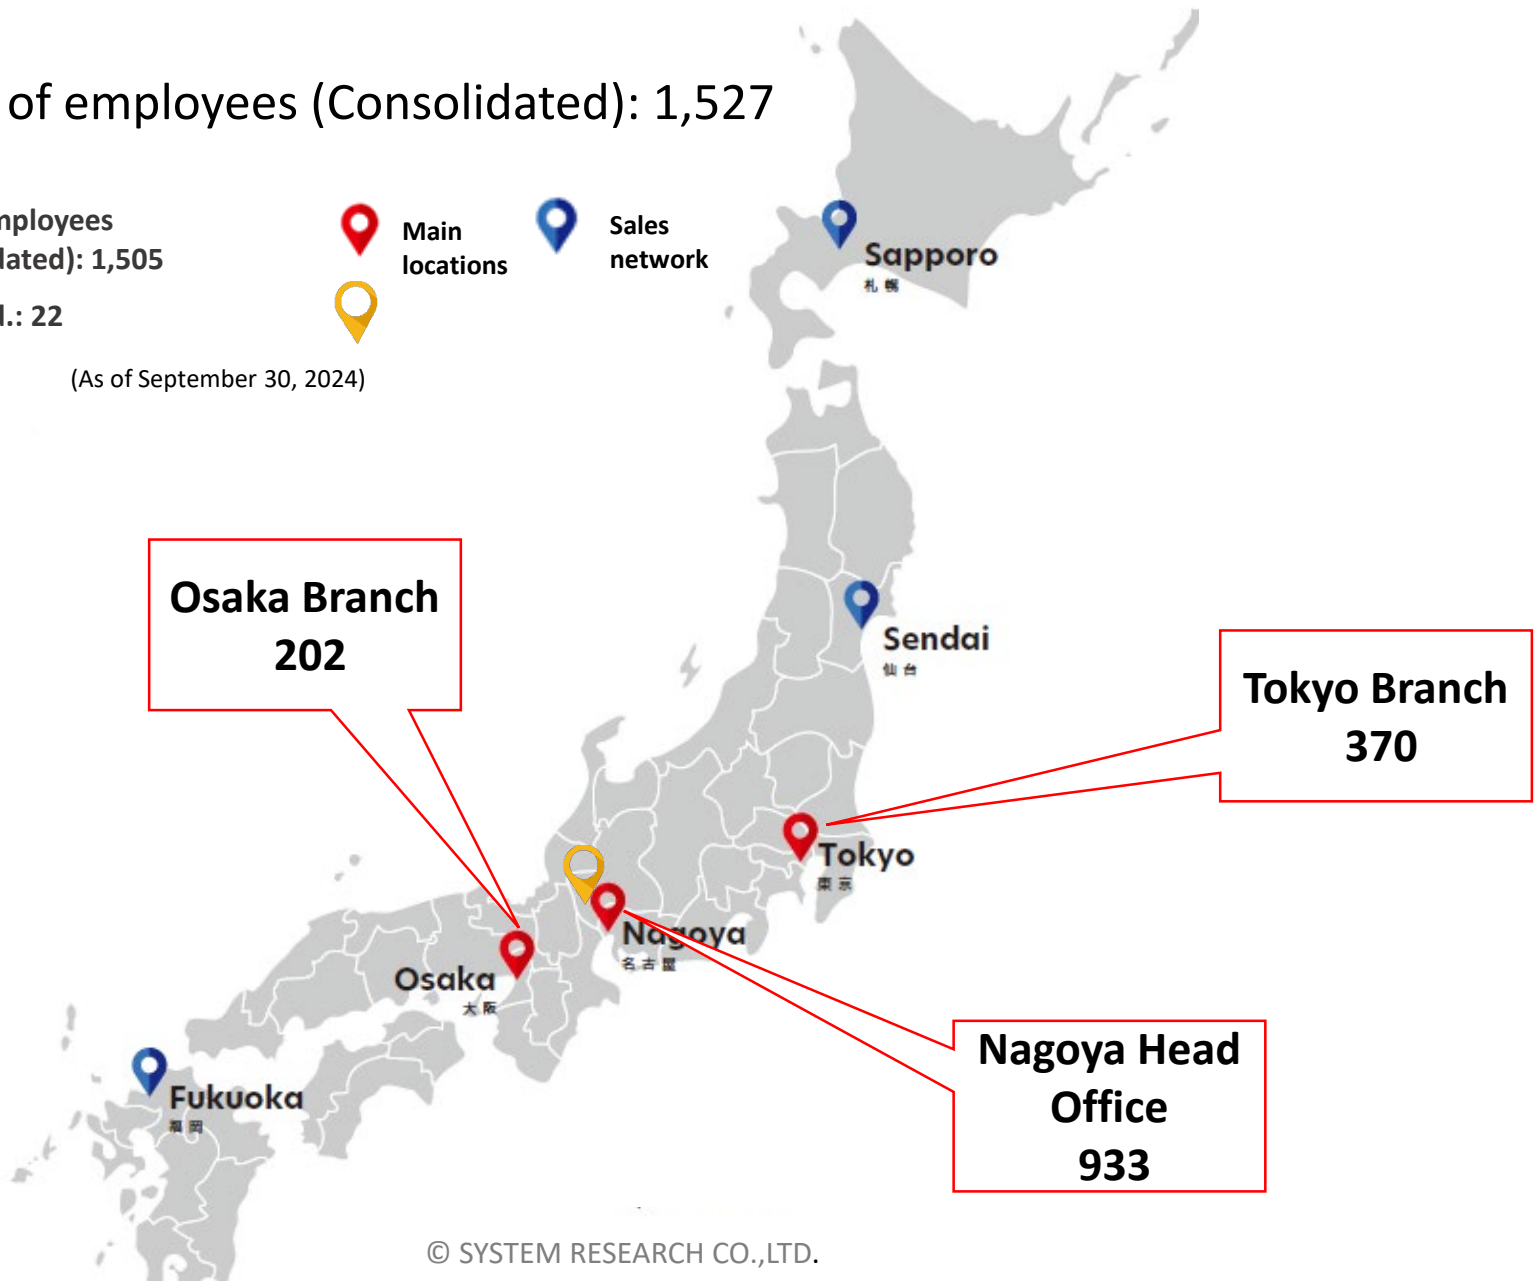 of employees (Consolidated): 1,527
mployees
dated): 1,505
Main
locations
Sales
network
d.: 22
(As of September 30, 2024)
Sapporo
札幌
Osaka Branch
202
Sendai
仙台
Tokyo Branch
370
Tokyo
東京
Nagoya
名古屋
Osaka
大阪
Nagoya Head
Office
933
Fukuoka
福岡
© SYSTEM RESEARCH CO.,LTD.